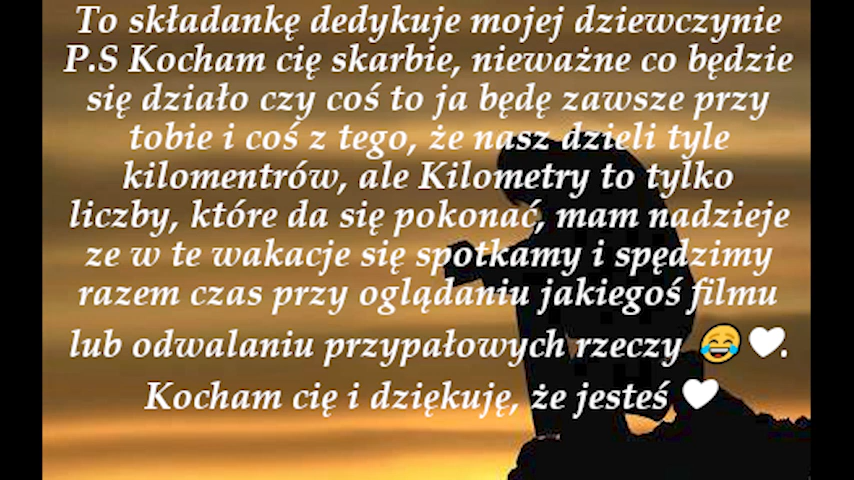 To składankę dedykuje mojej dziewczynie
P.S Kocham cię skarbie, nieważne co będzie
się działo czy coś to ja będę zawsze przy
tobie i coś z tego, że nasz dzieli tyle
kilomentrów, ale Kilometry to tylko
liczby, które da się pokonać, mam nadzieje
ze w te wakacje się spotkamy i spędzimy
razem czas przy oglądaniu jakiegoś filmu
lub odwalaniu przypałowych rzeczy 😂🤍.
Kocham cię i dziękuję, że jesteś 🤍